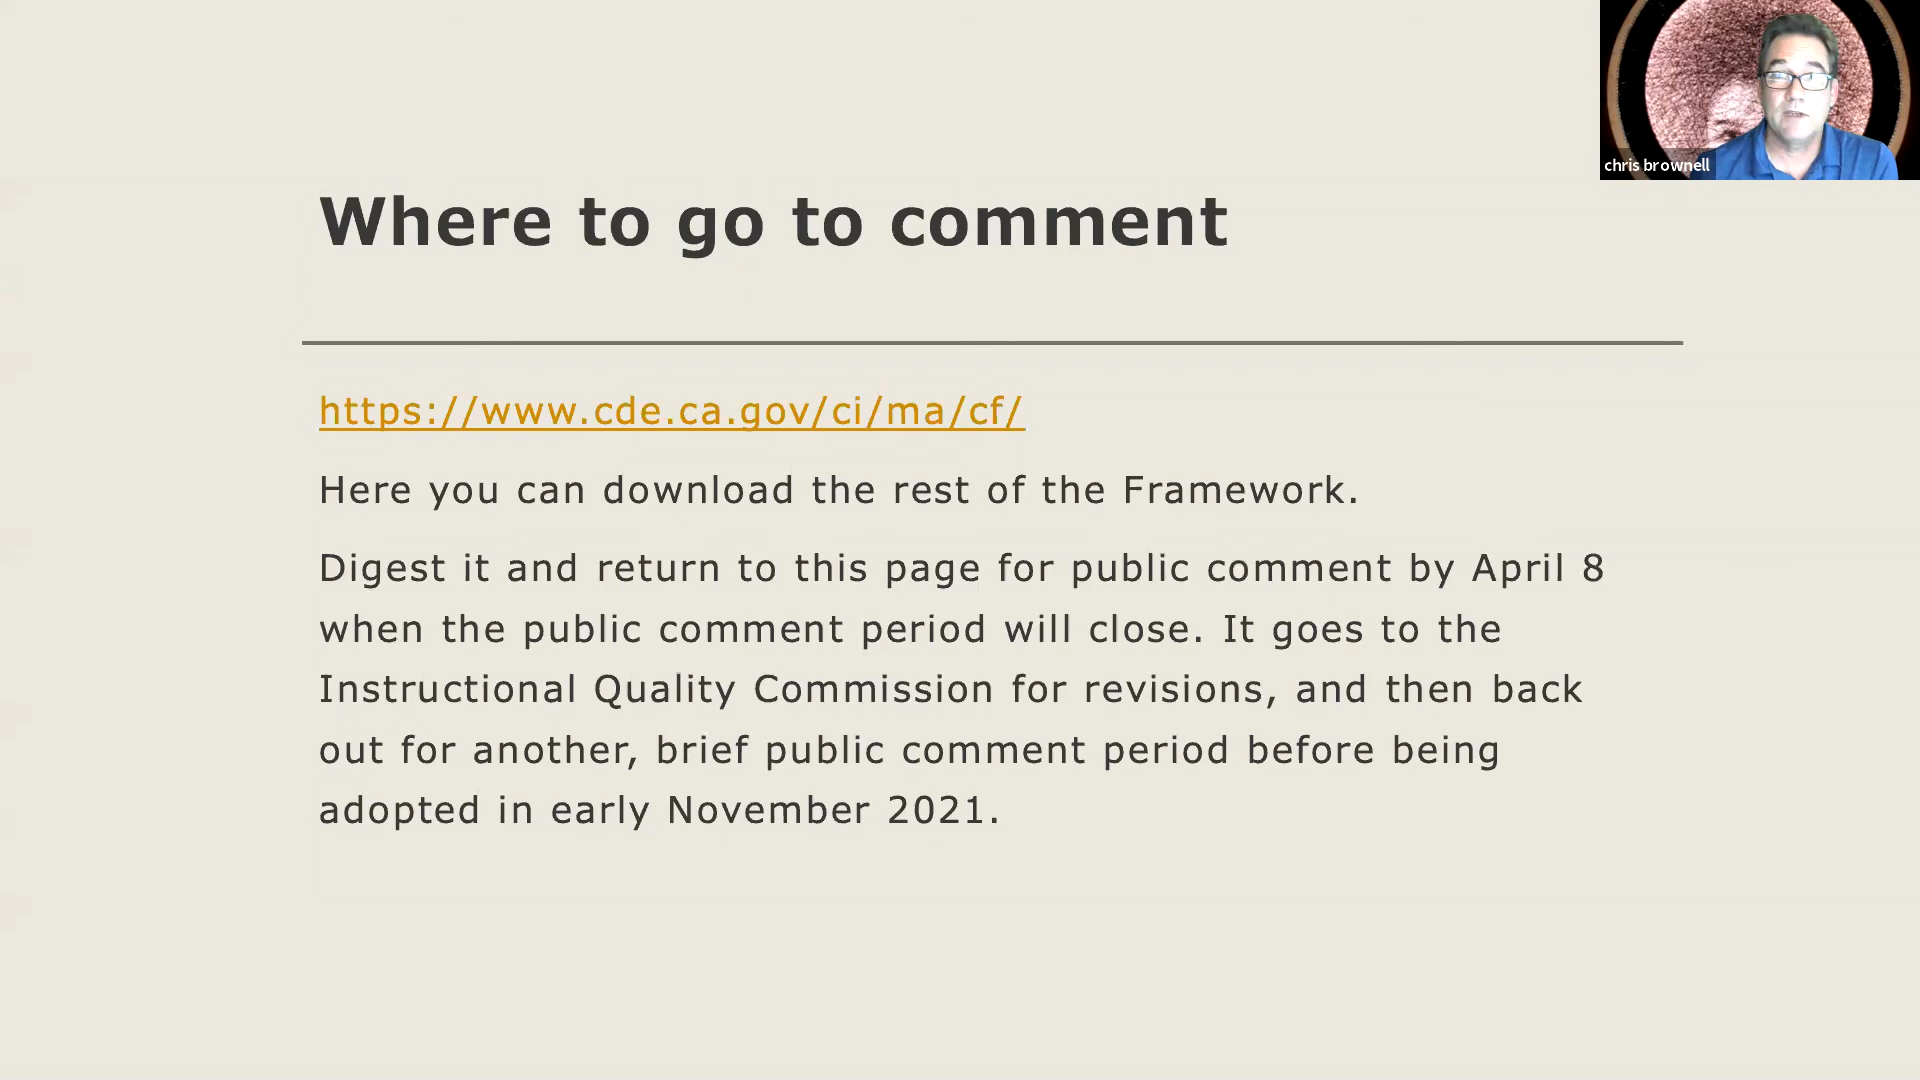 chris brownell
Where to go to comment
https://www.cde.ca.gov/ci/ma/cf/
Here you can download the rest of the Framework.
Digest it and return to this page for public comment by April 8
when the public comment period will close. It goes to the
Instructional Quality Commission for revisions, and then back
out for another, brief public comment period before being
adopted in early November 2021.